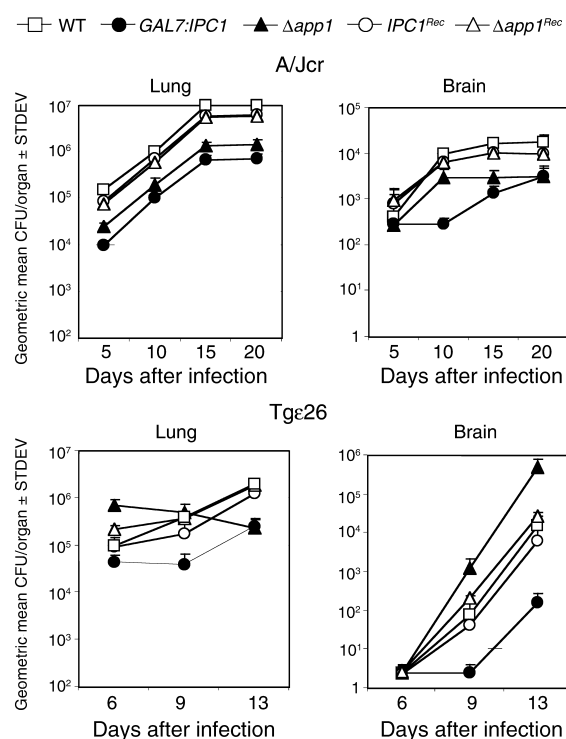 WT GAL7:IPC1 Δapp1 IPC1Rec Δapp1Rec
A/Jcr
Lung Brain
Geometric mean CFU/organ ± STDEV
10⁷
10⁶
10⁵
10⁴
10³
10²
5 10 15 20
Days after infection
10⁵
10⁴
10³
10²
10¹
1
5 10 15 20
Days after infection
Tgε26
Lung Brain
Geometric mean CFU/organ ± STDEV
10⁷
10⁶
10⁵
10⁴
10³
10²
6 9 13
Days after infection
10⁶
10⁵
10⁴
10³
10²
10¹
1
6 9 13
Days after infection